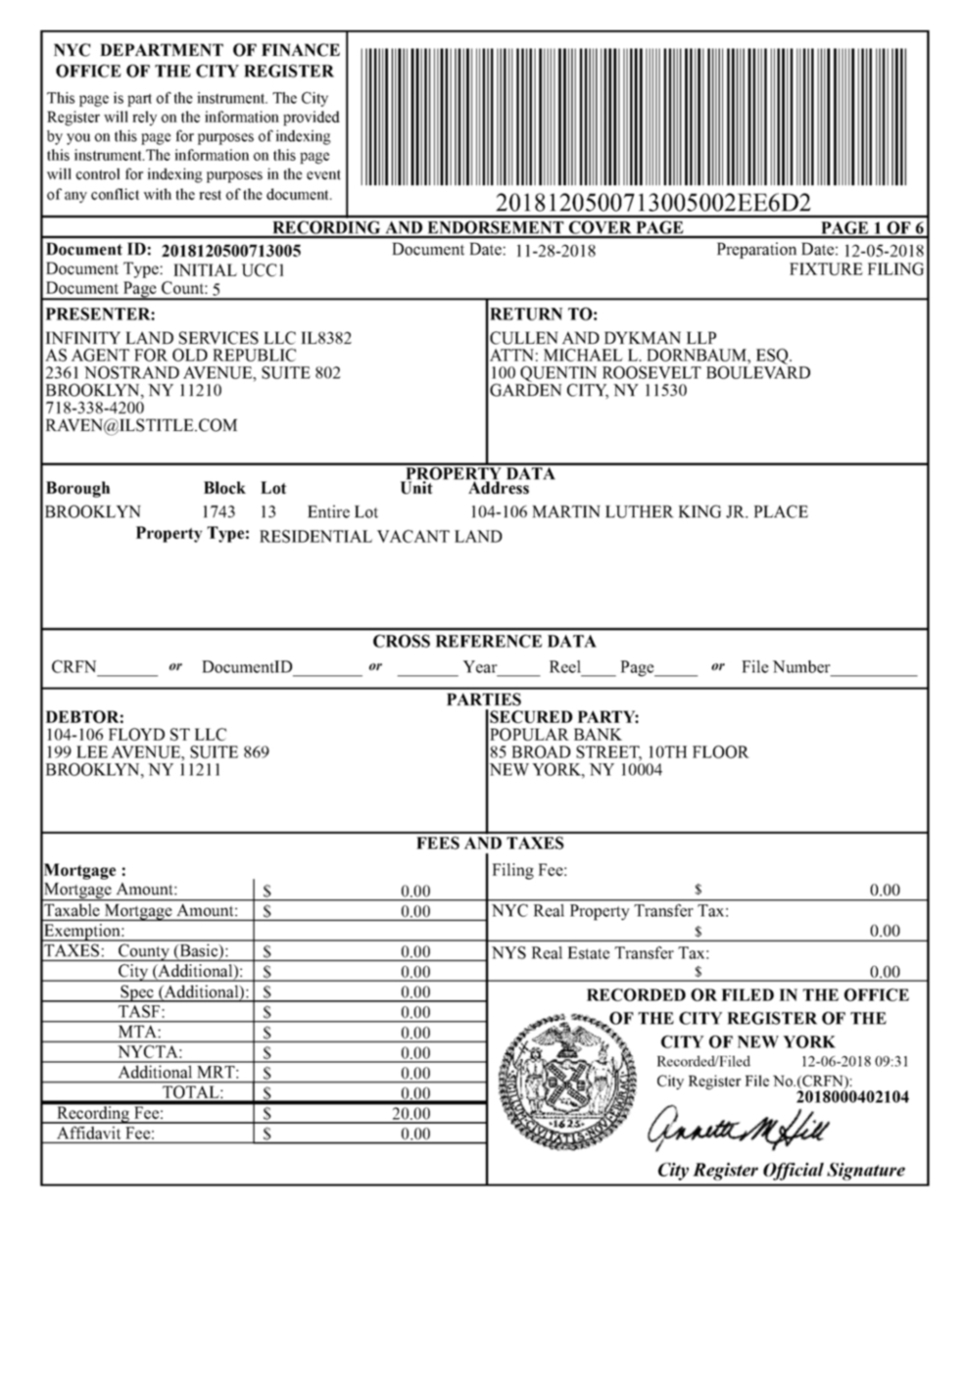 NYC DEPARTMENT OF FINANCE
OFFICE OF THE CITY REGISTER
This page is part of the instrument. The City
Register will rely on the information provided
by you on this page for purposes of indexing
this instrument.The information on this page
will control for indexing purposes in the event
of any conflict with the rest of the document.
2018120500713005002EE6D2
RECORDING AND ENDORSEMENT COVER PAGE PAGE 1 OF 6
Document ID: 2018120500713005 Document Date: 11-28-2018 Preparation Date: 12-05-2018
Document Type: INITIAL UCC1 FIXTURE FILING
Document Page Count: 5
PRESENTER:
INFINITY LAND SERVICES LLC IL8382
AS AGENT FOR OLD REPUBLIC
2361 NOSTRAND AVENUE, SUITE 802
BROOKLYN, NY 11210
718-338-4200
RAVEN@ILSTITLE.COM
RETURN TO:
CULLEN AND DYKMAN LLP
ATTN: MICHAEL L. DORNBAUM, ESQ.
100 QUENTIN ROOSEVELT BOULEVARD
GARDEN CITY, NY 11530
PROPERTY DATA
Borough Block Lot Unit Address
BROOKLYN 1743 13 Entire Lot 104-106 MARTIN LUTHER KING JR. PLACE
Property Type: RESIDENTIAL VACANT LAND
CROSS REFERENCE DATA
CRFN_______ or DocumentID________ or _______ Year_____ Reel____ Page_____ or File Number__________
PARTIES
DEBTOR:
104-106 FLOYD ST LLC
199 LEE AVENUE, SUITE 869
BROOKLYN, NY 11211
SECURED PARTY:
POPULAR BANK
85 BROAD STREET, 10TH FLOOR
NEW YORK, NY 10004
FEES AND TAXES
Mortgage :
Mortgage Amount: $ 0.00
Taxable Mortgage Amount: $ 0.00
Exemption:
TAXES: County (Basic): $ 0.00
City (Additional): $ 0.00
Spec (Additional): $ 0.00
TASF: $ 0.00
MTA: $ 0.00
NYCTA: $ 0.00
Additional MRT: $ 0.00
TOTAL: $ 0.00
Recording Fee: $ 20.00
Affidavit Fee: $ 0.00
Filing Fee:
$ 0.00
NYC Real Property Transfer Tax:
$ 0.00
NYS Real Estate Transfer Tax:
$ 0.00
RECORDED OR FILED IN THE OFFICE
OF THE CITY REGISTER OF THE
CITY OF NEW YORK
Recorded/Filed 12-06-2018 09:31
City Register File No.(CRFN):
2018000402104
Annette M Hill
City Register Official Signature
·1625·